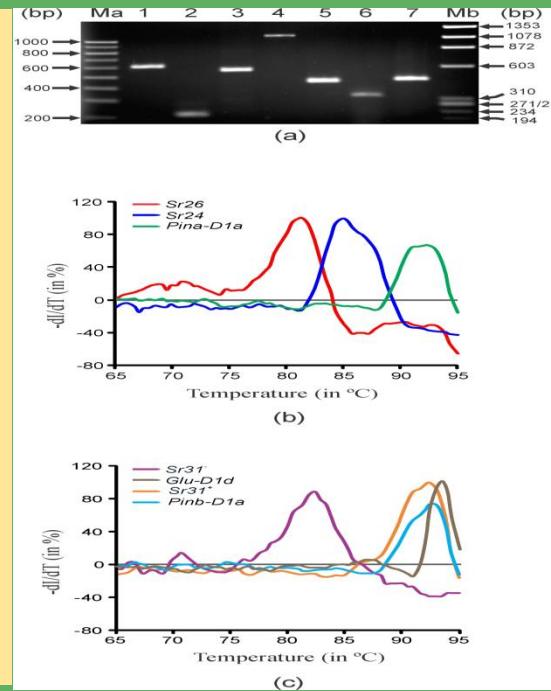 (bp) Ma 1 2 3 4 5 6 7 Mb (bp)
1000
800
600
400
200
1353
1078
872
603
310
271/2
234
194
(a)
Sr26
Sr24
Pina-D1a
-dI/dT (in %)
120
80
40
0
-40
-80
65 70 75 80 85 90 95
Temperature (in ºC)
(b)
Sr31-
Glu-D1d
Sr31+
Pinb-D1a
-dI/dT (in %)
120
80
40
0
-40
-80
65 70 75 80 85 90 95
Temperature (in ºC)
(c)